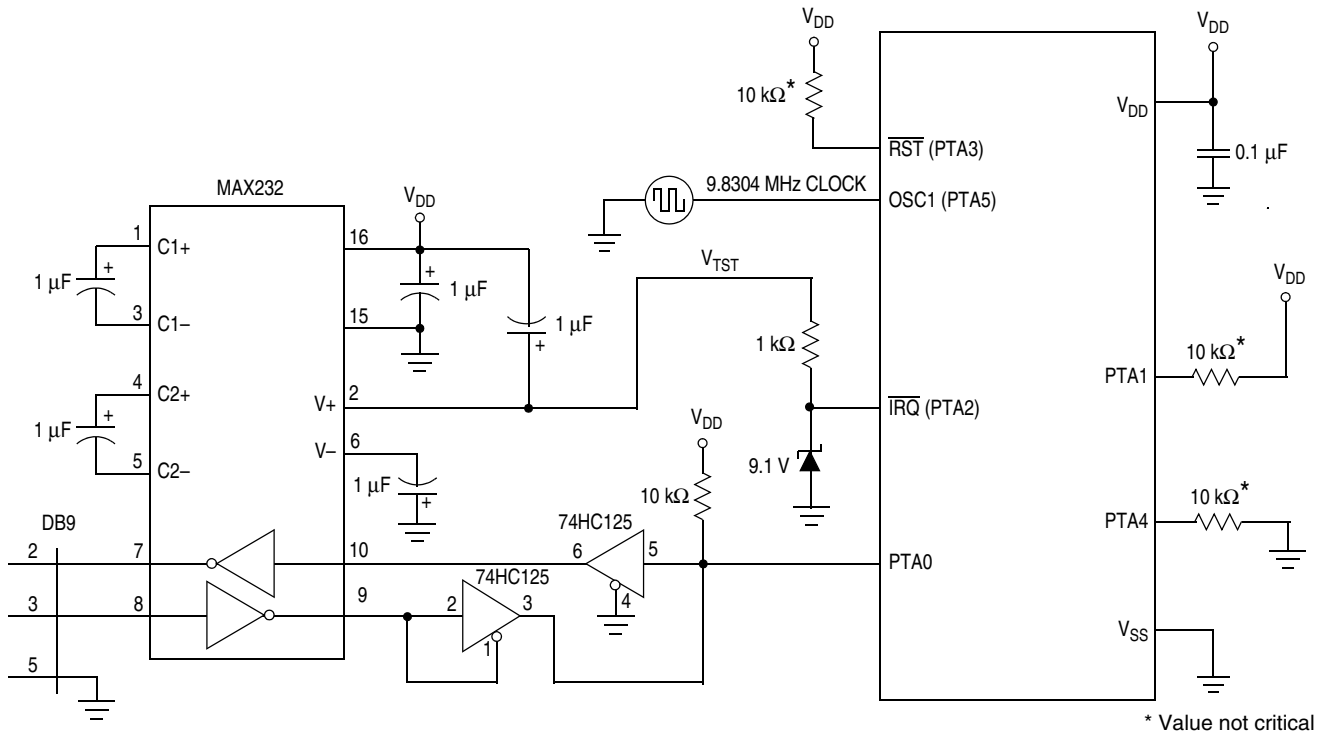 V_DD
10 kΩ*
V_DD
V_DD
RST (PTA3)
0.1 µF
9.8304 MHz CLOCK
OSC1 (PTA5)
MAX232
V_DD
1
C1+
16
+
1 µF
+
1 µF
V_TST
V_DD
3
C1–
15
1 µF
+
1 kΩ
10 kΩ*
PTA1
4
C2+
V+
2
IRQ (PTA2)
+
1 µF
V_DD
V–
6
5
C2–
1 µF
+
9.1 V
10 kΩ
10 kΩ*
PTA4
DB9
74HC125
2
7
10
6
5
PTA0
74HC125
4
3
8
9
2
3
1
5
V_SS
* Value not critical